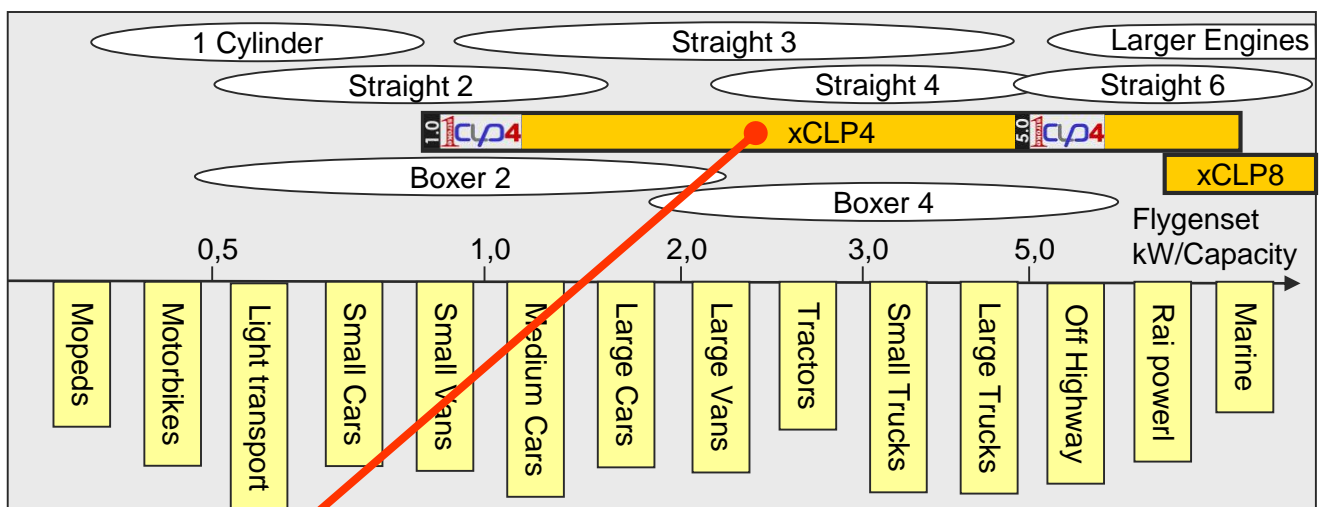 1 Cylinder
Straight 3
Larger Engines
Straight 2
Straight 4
Straight 6
1.0
CLP4
xCLP4
5.0
CLP4
Boxer 2
xCLP8
Boxer 4
Flygenset
kW/Capacity
0,5
1,0
2,0
3,0
5,0
Mopeds
Motorbikes
Light transport
Small Cars
Small Vans
Medium Cars
Large Cars
Large Vans
Tractors
Small Trucks
Large Trucks
Off Highway
Rai powerl
Marine